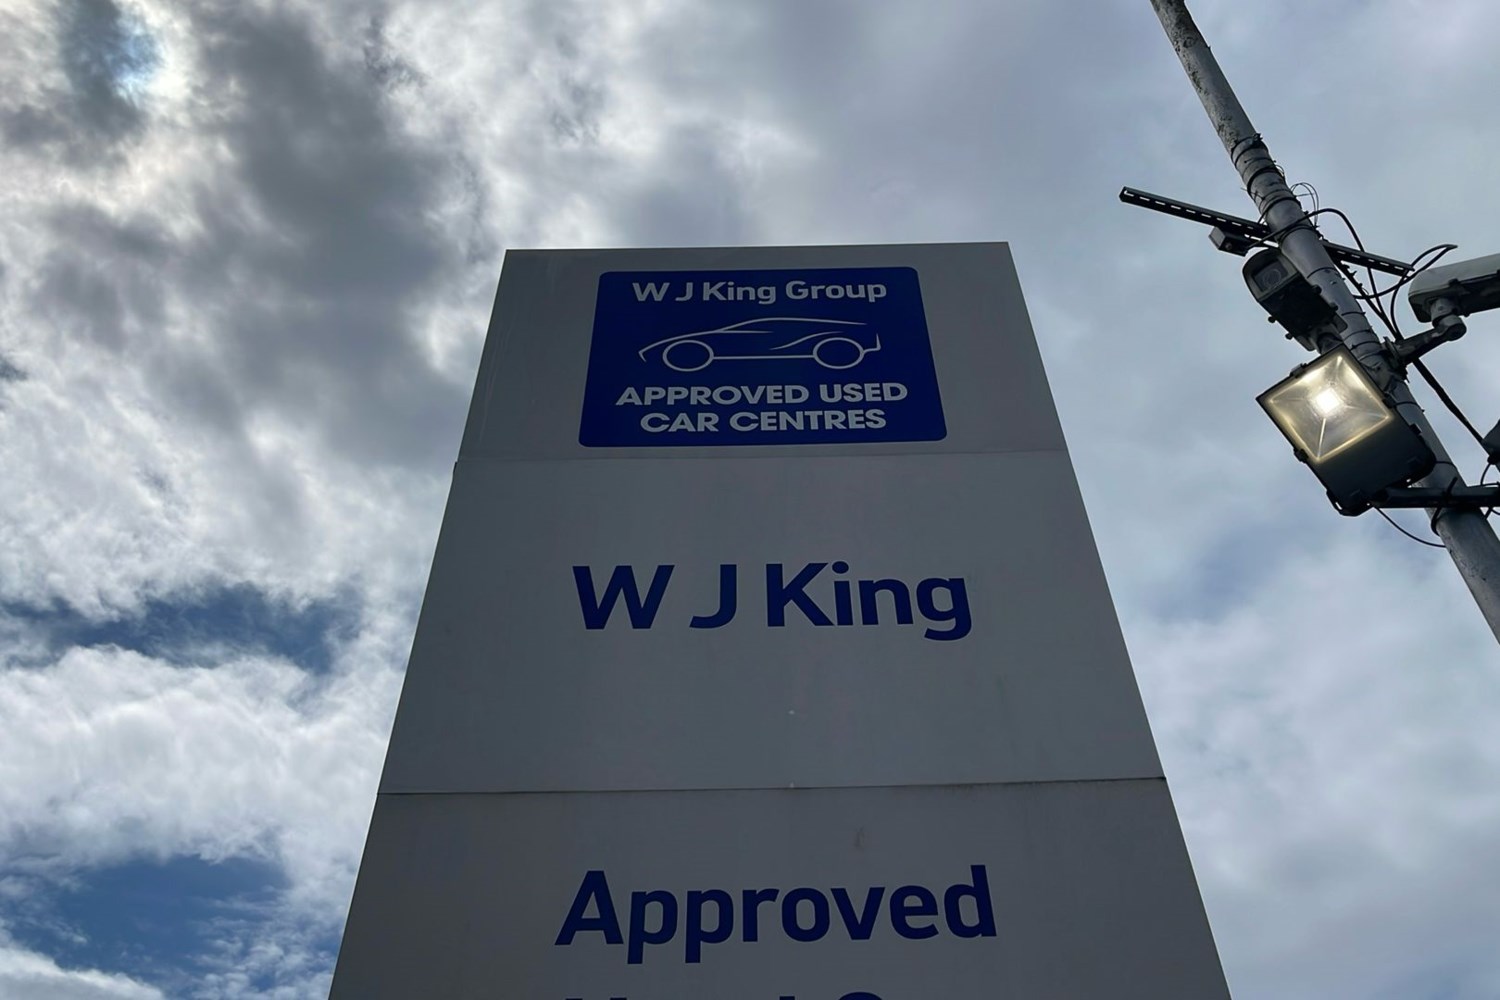 W J King Group
APPROVED USED
CAR CENTRES
W J King
Approved